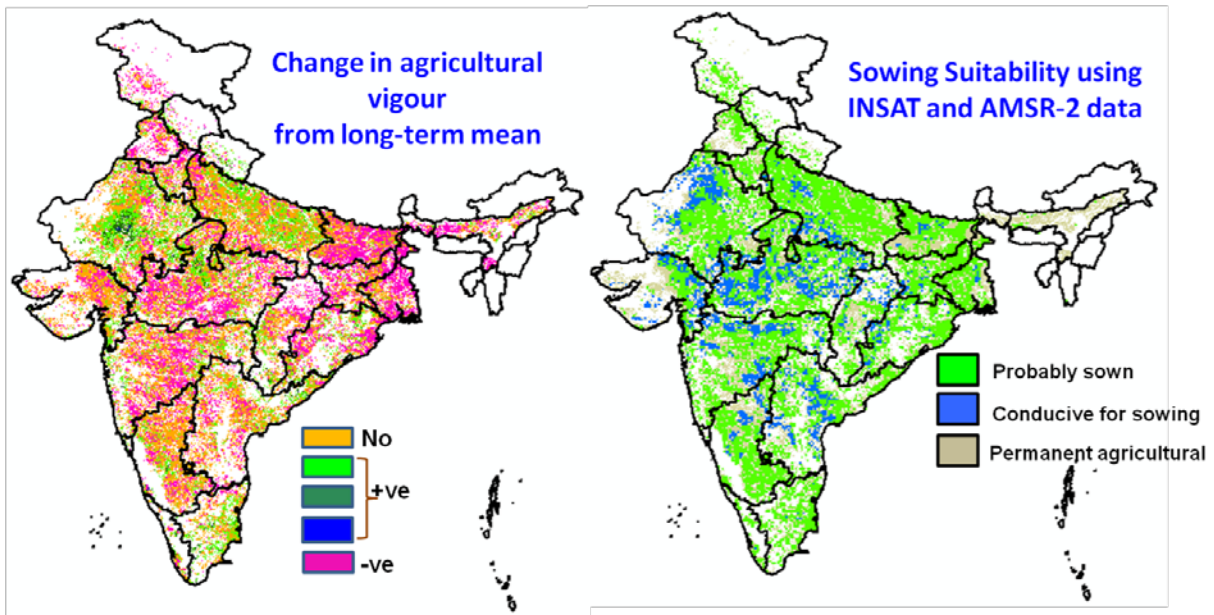 Change in agricultural
vigour
from long-term mean
No
+ve
-ve
Sowing Suitability using
INSAT and AMSR-2 data
Probably sown
Conducive for sowing
Permanent agricultural